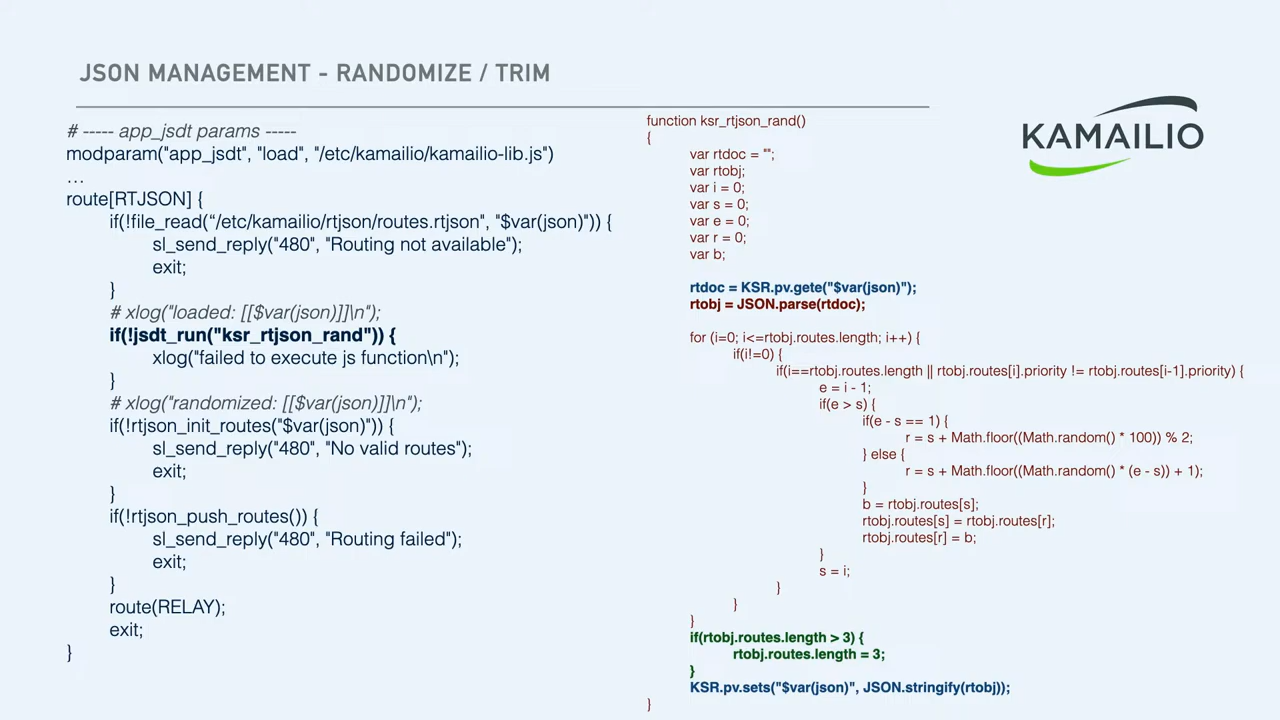 JSON MANAGEMENT - RANDOMIZE / TRIM
# ----- app_jsdt params -----
modparam("app_jsdt", "load", "/etc/kamailio/kamailio-lib.js")
…
route[RTJSON] {
if(!file_read(“/etc/kamailio/rtjson/routes.rtjson", "$var(json)")) {
sl_send_reply("480", "Routing not available");
exit;
}
# xlog("loaded: [[$var(json)]]\n");
if(!jsdt_run("ksr_rtjson_rand")) {
xlog("failed to execute js function\n");
}
# xlog("randomized: [[$var(json)]]\n");
if(!rtjson_init_routes("$var(json)")) {
sl_send_reply("480", "No valid routes");
exit;
}
if(!rtjson_push_routes()) {
sl_send_reply("480", "Routing failed");
exit;
}
route(RELAY);
exit;
}
function ksr_rtjson_rand()
{
var rtdoc = "";
var rtobj;
var i = 0;
var s = 0;
var e = 0;
var r = 0;
var b;
rtdoc = KSR.pv.gete("$var(json)");
rtobj = JSON.parse(rtdoc);
for (i=0; i<=rtobj.routes.length; i++) {
if(i!=0) {
if(i==rtobj.routes.length || rtobj.routes[i].priority != rtobj.routes[i-1].priority) {
e = i - 1;
if(e > s) {
if(e - s == 1) {
r = s + Math.floor((Math.random() * 100)) % 2;
} else {
r = s + Math.floor((Math.random() * (e - s)) + 1);
}
b = rtobj.routes[s];
rtobj.routes[s] = rtobj.routes[r];
rtobj.routes[r] = b;
}
s = i;
}
}
}
if(rtobj.routes.length > 3) {
rtobj.routes.length = 3;
}
KSR.pv.sets("$var(json)", JSON.stringify(rtobj));
}
KAMAILIO